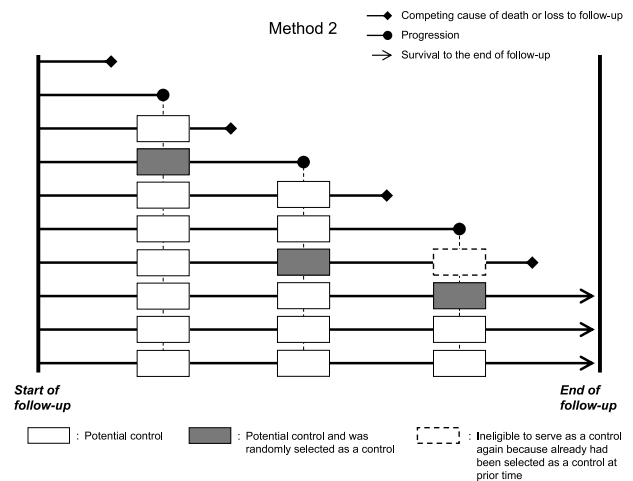 Method 2
Competing cause of death or loss to follow-up
Progression
Survival to the end of follow-up
Start of
follow-up
End of
follow-up
: Potential control
: Potential control and was
randomly selected as a control
: Ineligible to serve as a control
again because already had
been selected as a control at
prior time